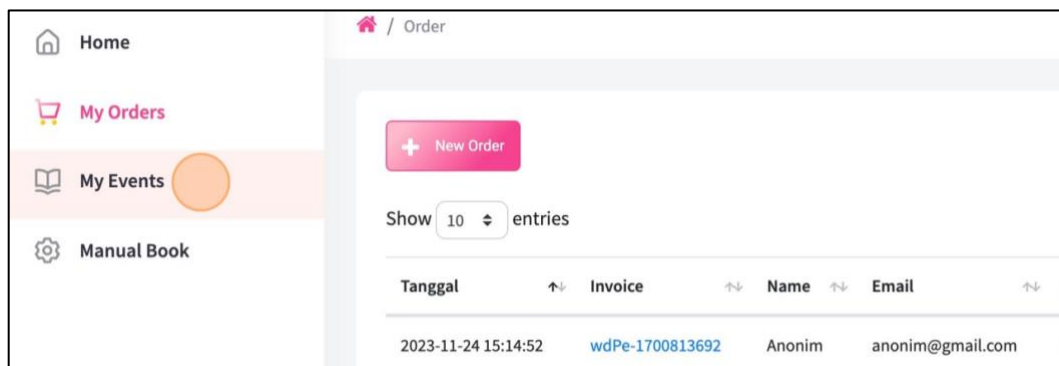 Home
My Orders
My Events
Manual Book
/ Order
New Order
Show 10 entries
Tanggal Invoice Name Email
2023-11-24 15:14:52 wdPe-1700813692 Anonim anonim@gmail.com